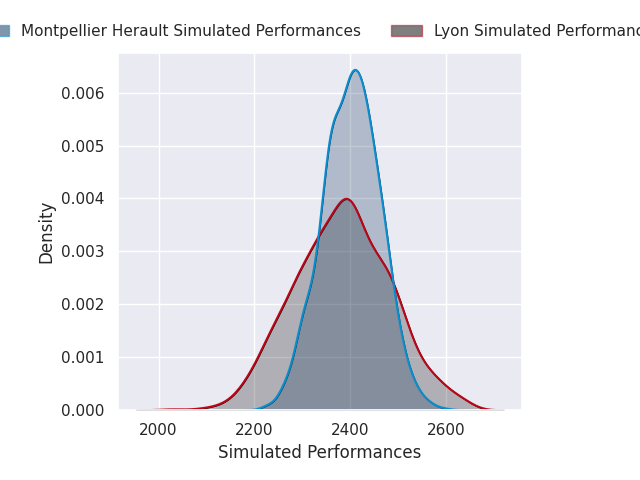 Montpellier Herault Simulated Performances
Lyon Simulated
0.006
0.005
0.004
0.003
0.002
0.001
0.000
Density
2000 2200 2400 2600
Simulated Performances